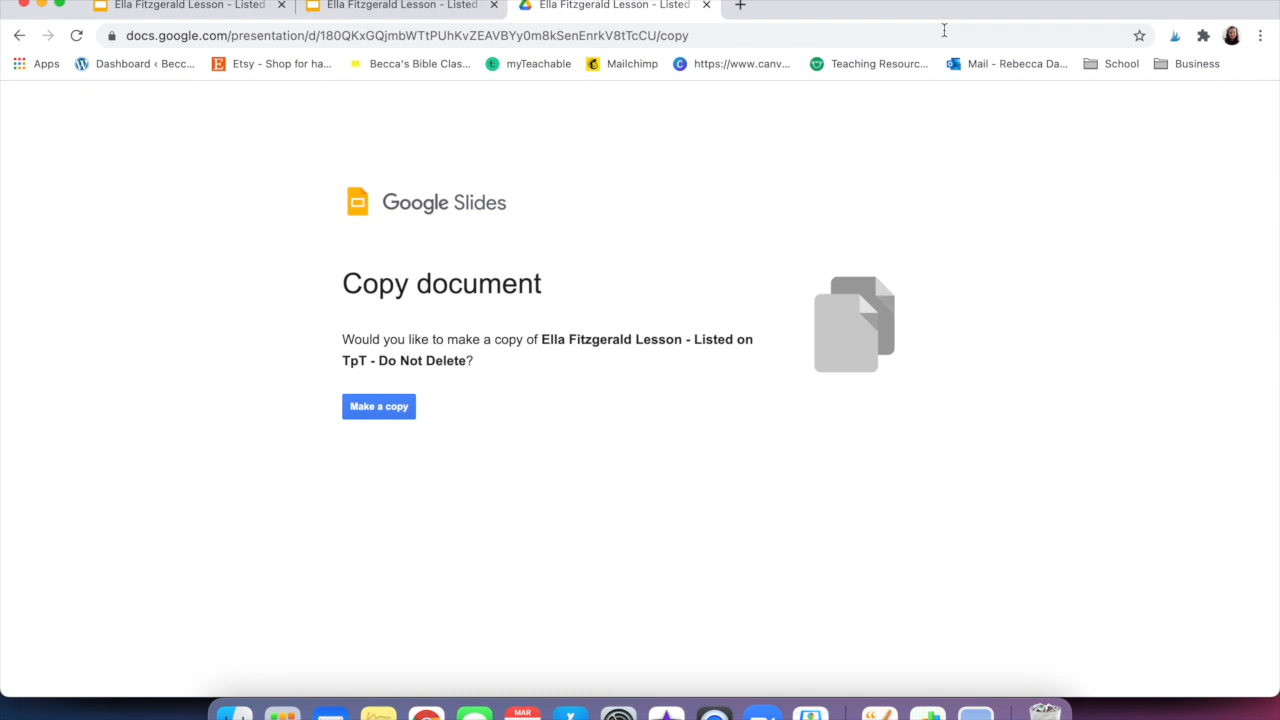 Ella Fitzgerald Lesson - Listed
Ella Fitzgerald Lesson - Listed
Ella Fitzgerald Lesson - Listed
docs.google.com/presentation/d/180QKxGQjmbWTtPUhKvZEAVBYy0m8kSenEnrkV8tTcCU/copy
Apps Dashboard ‹ Becc... Etsy - Shop for ha... Becca's Bible Clas... myTeachable Mailchimp https://www.canv... Teaching Resourc... Mail - Rebecca Da... School Business
Google Slides
Copy document
Would you like to make a copy of Ella Fitzgerald Lesson - Listed on
TpT - Do Not Delete?
Make a copy
MAR